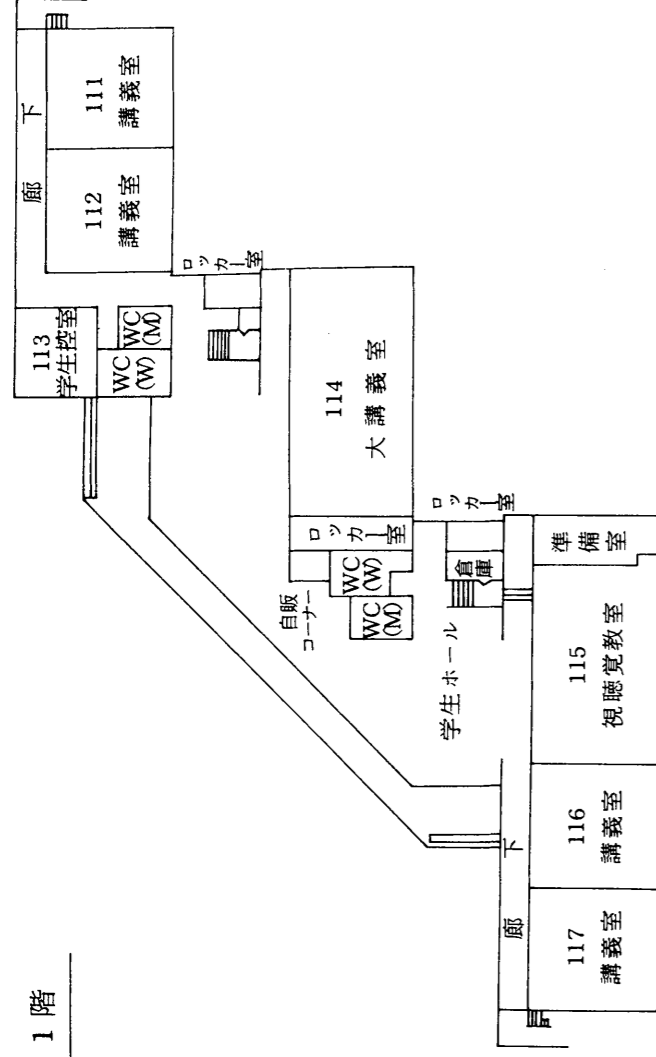 1 階
廊 下
111
講義室
112
講義室
113
学生控室
WC
(M)
WC
(W)
ロッカー室
114
大 講 義 室
ロッカー室
WC
(W)
WC
(M)
自販
コーナー
学生ホール
ロッカー室
倉庫
準備室
115
視聴覚教室
116
講義室
117
講義室
廊 下